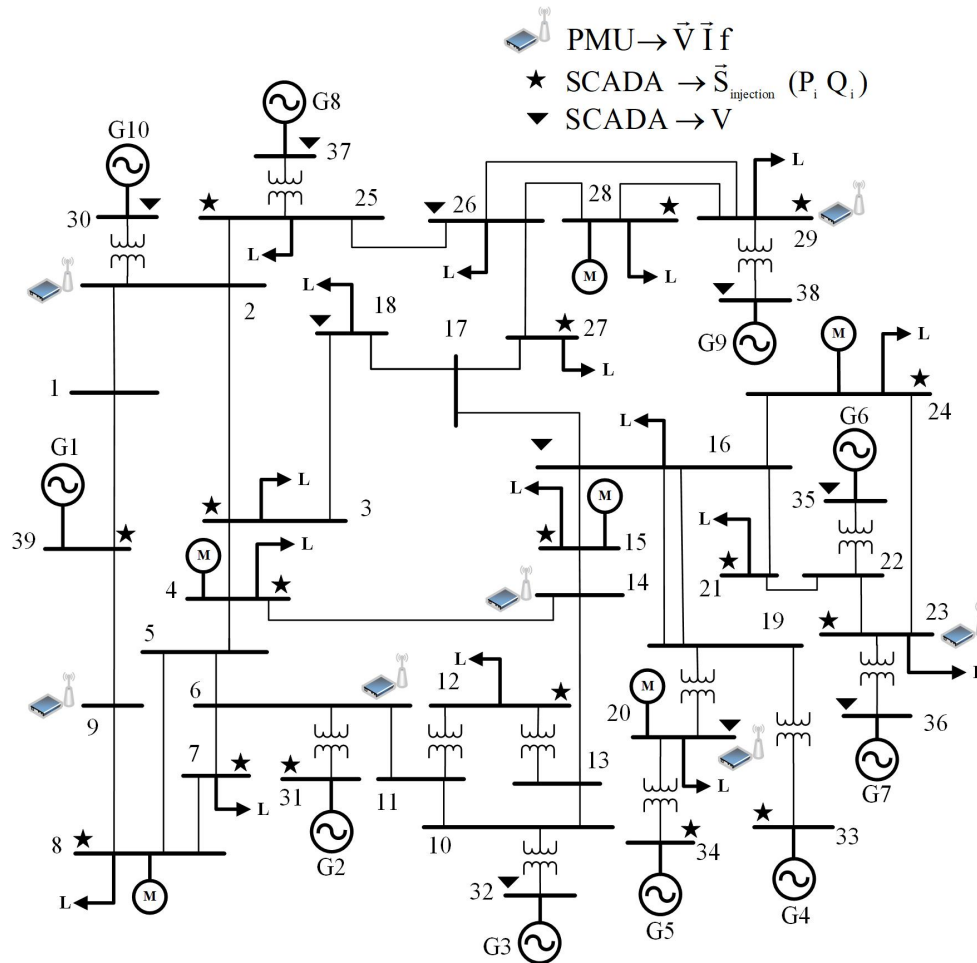 PMU→V⃗ I⃗ f
SCADA → S⃗injection (Pi Qi)
SCADA → V
G8
G10
37
L
30
25
26
28
29
L
L
M
L
2
L
18
17
27
38
L
G9
M
L
1
24
G1
L
16
G6
L
L
M
35
39
3
M
L
L
15
22
4
14
21
5
19
23
L
12
M
L
6
20
9
7
13
36
L
31
11
L
G7
8
10
34
33
G2
32
L
M
G5
G4
G3